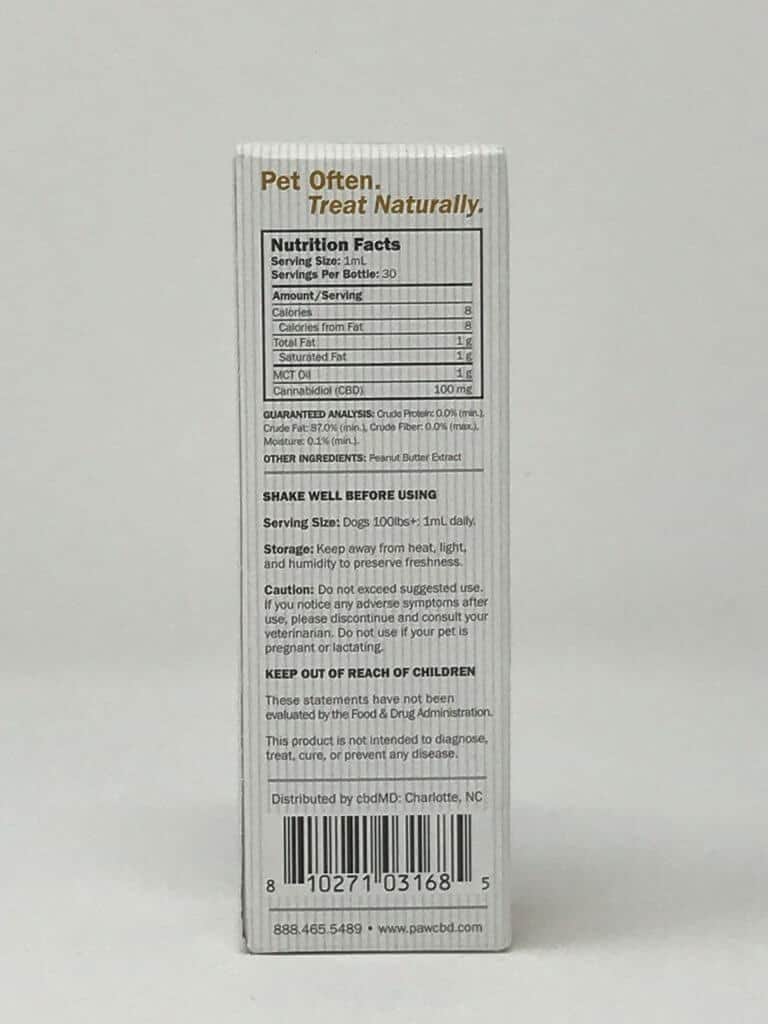 Pet Often.
Treat Naturally.
Nutrition Facts
Serving Size: 1mL
Servings Per Bottle: 30
Amount/Serving
Calories 8
Calories from Fat 8
Total Fat 1 g
Saturated Fat 1 g
MCT Oil 1 g
Cannabidiol (CBD) 100 mg
GUARANTEED ANALYSIS: Crude Protein: 0.0% (min.),
Crude Fat: 87.0% (min.), Crude Fiber: 0.0% (max.),
Moisture: 0.1% (min.).
OTHER INGREDIENTS: Peanut Butter Extract
SHAKE WELL BEFORE USING
Serving Size: Dogs 100lbs+: 1mL daily.
Storage: Keep away from heat, light,
and humidity to preserve freshness.
Caution: Do not exceed suggested use.
If you notice any adverse symptoms after
use, please discontinue and consult your
veterinarian. Do not use if your pet is
pregnant or lactating.
KEEP OUT OF REACH OF CHILDREN
These statements have not been
evaluated by the Food & Drug Administration.
This product is not intended to diagnose,
treat, cure, or prevent any disease.
Distributed by cbdMD: Charlotte, NC
8 10271 03168 5
888.465.5489 • www.pawcbd.com